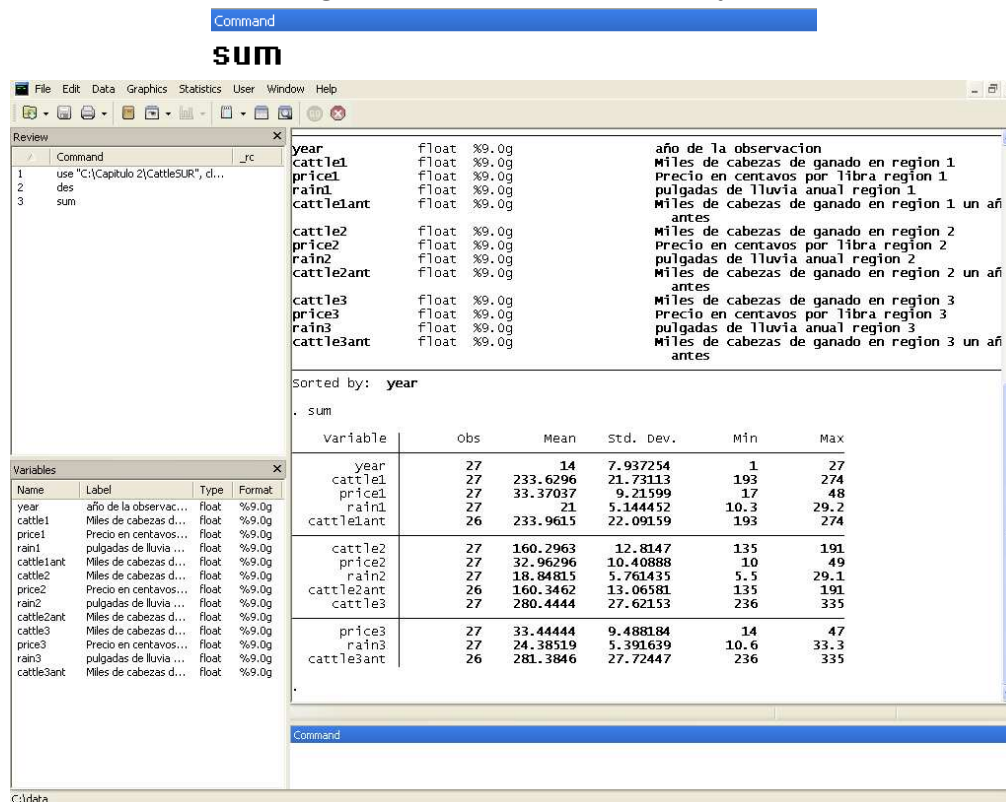 Command
sum
File Edit Data Graphics Statistics User Window Help
Review
Command _rc
1 use "C:\Capitulo 2\CattleSUR", cl...
2 des
3 sum
year float %9.0g año de la observacion
cattle1 float %9.0g Miles de cabezas de ganado en region 1
price1 float %9.0g Precio en centavos por libra region 1
rain1 float %9.0g pulgadas de lluvia anual region 1
cattle1ant float %9.0g Miles de cabezas de ganado en region 1 un añ
antes
cattle2 float %9.0g Miles de cabezas de ganado en region 2
price2 float %9.0g Precio en centavos por libra region 2
rain2 float %9.0g pulgadas de lluvia anual region 2
cattle2ant float %9.0g Miles de cabezas de ganado en region 2 un añ
antes
cattle3 float %9.0g Miles de cabezas de ganado en region 3
price3 float %9.0g Precio en centavos por libra region 3
rain3 float %9.0g pulgadas de lluvia anual region 3
cattle3ant float %9.0g Miles de cabezas de ganado en region 3 un añ
antes
Sorted by: year
. sum
Variable Obs Mean Std. Dev. Min Max
year 27 14 7.937254 1 27
cattle1 27 233.6296 21.73113 193 274
price1 27 33.37037 9.21599 17 48
rain1 27 21 5.144452 10.3 29.2
cattle1ant 26 233.9615 22.09159 193 274
cattle2 27 160.2963 12.8147 135 191
price2 27 32.96296 10.40888 10 49
rain2 27 18.84815 5.761435 5.5 29.1
cattle2ant 26 160.3462 13.06581 135 191
cattle3 27 280.4444 27.62153 236 335
price3 27 33.44444 9.488184 14 47
rain3 27 24.38519 5.391639 10.6 33.3
cattle3ant 26 281.3846 27.72447 236 335
.
Variables
Name Label Type Format
year año de la observac... float %9.0g
cattle1 Miles de cabezas d... float %9.0g
price1 Precio en centavos... float %9.0g
rain1 pulgadas de lluvia ... float %9.0g
cattle1ant Miles de cabezas d... float %9.0g
cattle2 Miles de cabezas d... float %9.0g
price2 Precio en centavos... float %9.0g
rain2 pulgadas de lluvia ... float %9.0g
cattle2ant Miles de cabezas d... float %9.0g
cattle3 Miles de cabezas d... float %9.0g
price3 Precio en centavos... float %9.0g
rain3 pulgadas de lluvia ... float %9.0g
cattle3ant Miles de cabezas d... float %9.0g
Command
C:\data